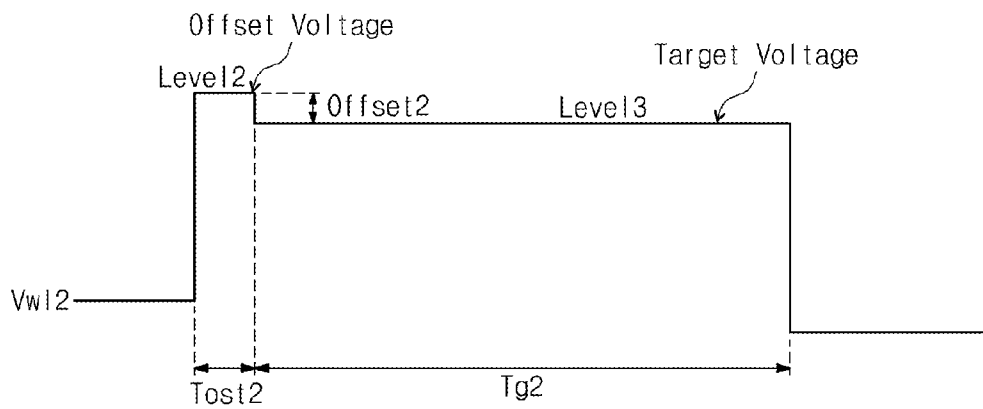 Offset Voltage
Target Voltage
Level2
Offset2
Level3
Vwl2
Tost2
Tg2